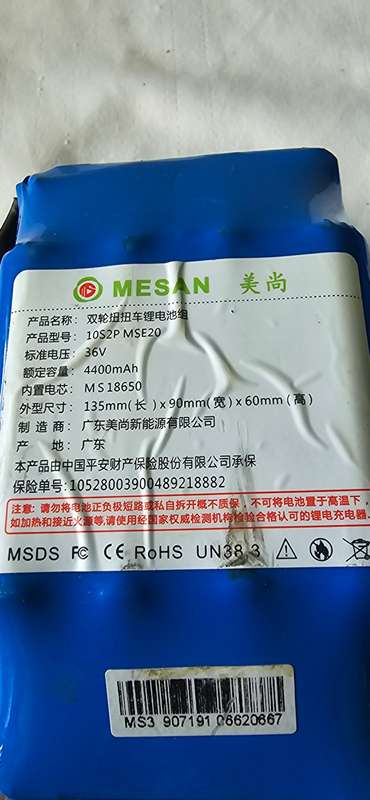 MESAN 美尚
产品名称: 双轮扭扭车锂电池组
产品型号: 10S2P MSE20
标准电压: 36V
额定容量: 4400mAh
内置电芯: MS18650
外型尺寸: 135mm(长)x90mm(宽)x60mm(高)
制造商: 广东美尚新能源有限公司
产地: 广东
本产品由中国平安财产保险股份有限公司承保
保险单号:10528003900489218882
注意: 请勿将电池正负极短路或私自拆开概不质保, 不可将电池置于高温下,
如加热和接近火源等,请使用经国家权威检测机构检验合格认可的锂电充电器.
MSDS FC CE RoHS UN38.3
MS3 907191 06620667